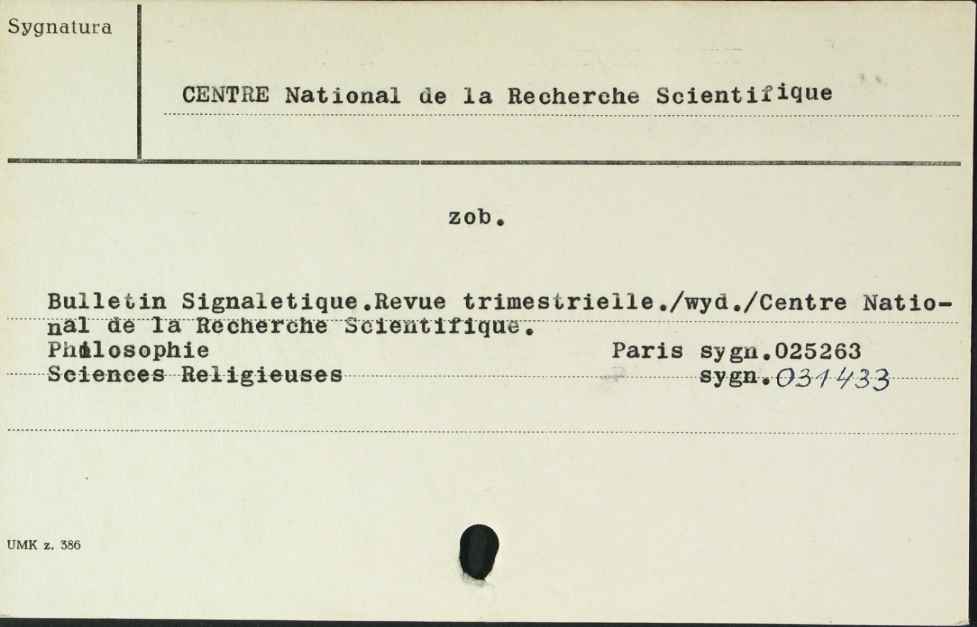 Sygnatura
CENTRE National de la Recherche Scientifique
zob.
Bulletin Signaletique.Revue trimestrielle./wyd./Centre Natio-
nal de la Recherche Scientifique.
Philosophie Paris sygn.025263
Sciences Religieuses sygn.031433
UMK z. 386